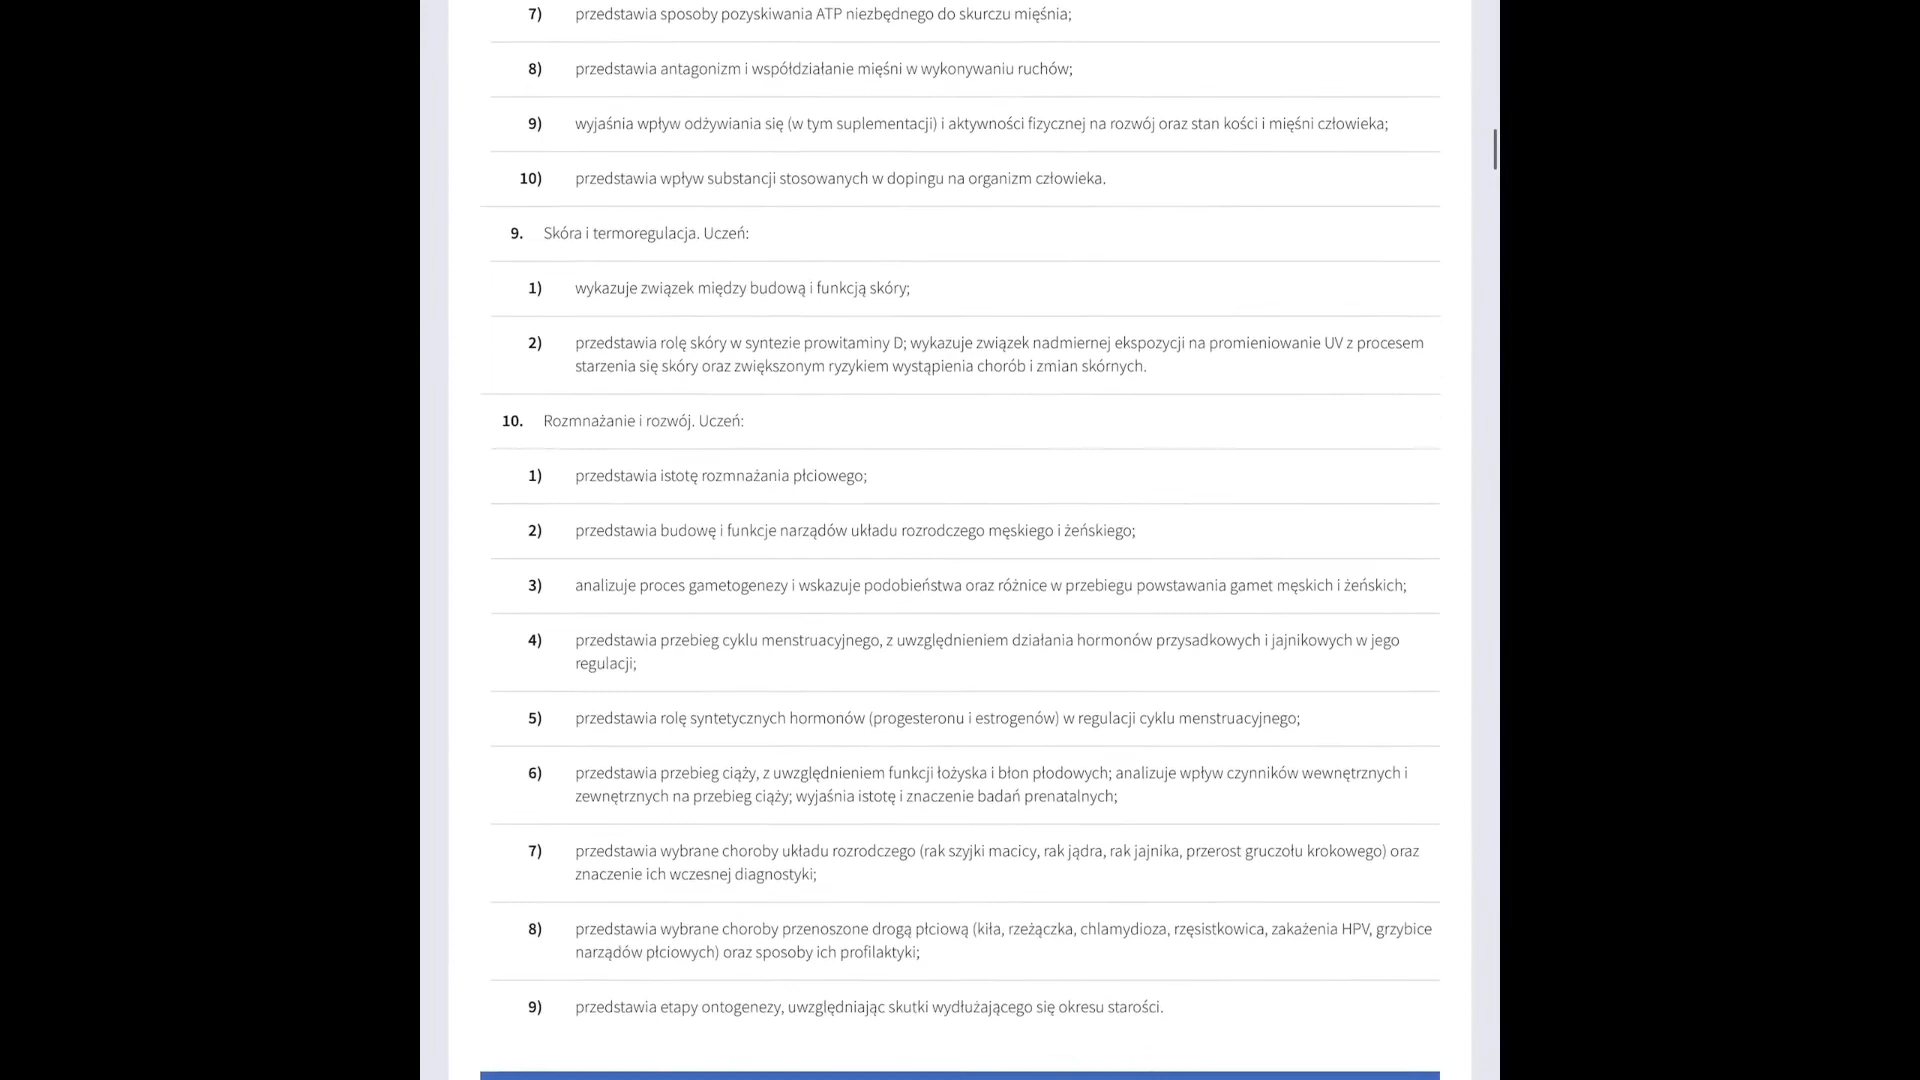 7) przedstawia sposoby pozyskiwania ATP niezbędnego do skurczu mięśnia;
8) przedstawia antagonizm i współdziałanie mięśni w wykonywaniu ruchów;
9) wyjaśnia wpływ odżywiania się (w tym suplementacji) i aktywności fizycznej na rozwój oraz stan kości i mięśni człowieka;
10) przedstawia wpływ substancji stosowanych w dopingu na organizm człowieka.
9. Skóra i termoregulacja. Uczeń:
1) wykazuje związek między budową i funkcją skóry;
2) przedstawia rolę skóry w syntezie prowitaminy D; wykazuje związek nadmiernej ekspozycji na promieniowanie UV z procesem
starzenia się skóry oraz zwiększonym ryzykiem wystąpienia chorób i zmian skórnych.
10. Rozmnażanie i rozwój. Uczeń:
1) przedstawia istotę rozmnażania płciowego;
2) przedstawia budowę i funkcje narządów układu rozrodczego męskiego i żeńskiego;
3) analizuje proces gametogenezy i wskazuje podobieństwa oraz różnice w przebiegu powstawania gamet męskich i żeńskich;
4) przedstawia przebieg cyklu menstruacyjnego, z uwzględnieniem działania hormonów przysadkowych i jajnikowych w jego
regulacji;
5) przedstawia rolę syntetycznych hormonów (progesteronu i estrogenów) w regulacji cyklu menstruacyjnego;
6) przedstawia przebieg ciąży, z uwzględnieniem funkcji łożyska i błon płodowych; analizuje wpływ czynników wewnętrznych i
zewnętrznych na przebieg ciąży; wyjaśnia istotę i znaczenie badań prenatalnych;
7) przedstawia wybrane choroby układu rozrodczego (rak szyjki macicy, rak jądra, rak jajnika, przerost gruczołu krokowego) oraz
znaczenie ich wczesnej diagnostyki;
8) przedstawia wybrane choroby przenoszone drogą płciową (kiła, rzeżączka, chlamydioza, rzęsistkowica, zakażenia HPV, grzybice
narządów płciowych) oraz sposoby ich profilaktyki;
9) przedstawia etapy ontogenezy, uwzględniając skutki wydłużającego się okresu starości.